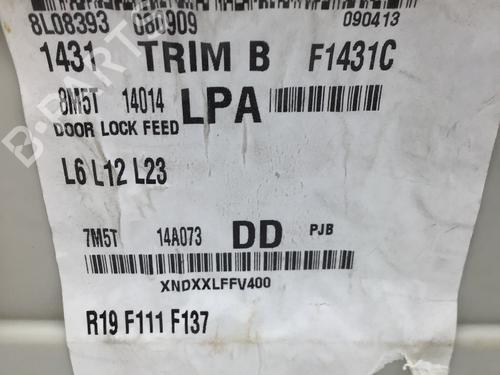 8L08393 080909 090413
1431 TRIM B F1431C
8M5T 14014 LPA
DOOR LOCK FEED
L6 L12 L23
7M5T 14A073 DD PJB
XNDXXLFFV400
R19 F111 F137
B-PARTS